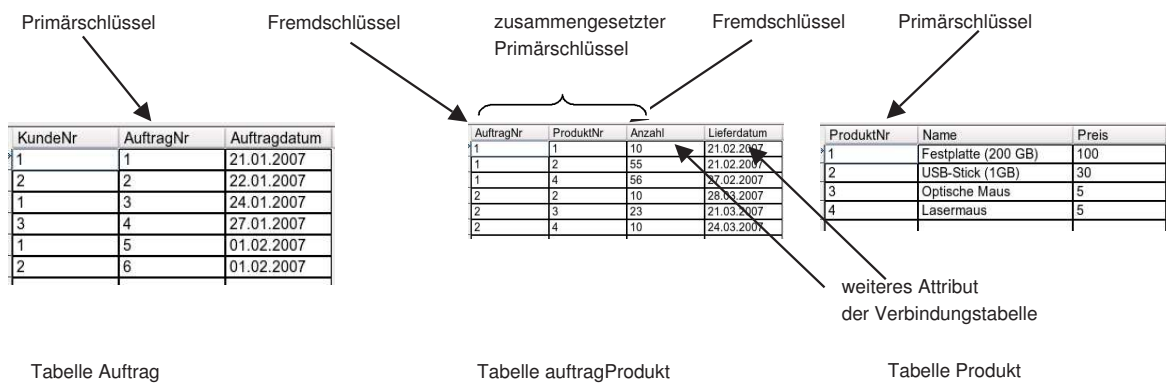 Primärschlüssel Fremdschlüssel zusammengesetzter Fremdschlüssel Primärschlüssel
Primärschlüssel
KundeNr AuftragNr Auftragdatum
1 1 21.01.2007
2 2 22.01.2007
1 3 24.01.2007
3 4 27.01.2007
1 5 01.02.2007
2 6 01.02.2007
AuftragNr ProduktNr Anzahl Lieferdatum
1 1 10 21.02.2007
1 2 55 21.02.2007
1 4 56 27.02.2007
2 2 10 28.03.2007
2 3 23 21.03.2007
2 4 10 24.03.2007
ProduktNr Name Preis
1 Festplatte (200 GB) 100
2 USB-Stick (1GB) 30
3 Optische Maus 5
4 Lasermaus 5
weiteres Attribut
der Verbindungstabelle
Tabelle Auftrag Tabelle auftragProdukt Tabelle Produkt